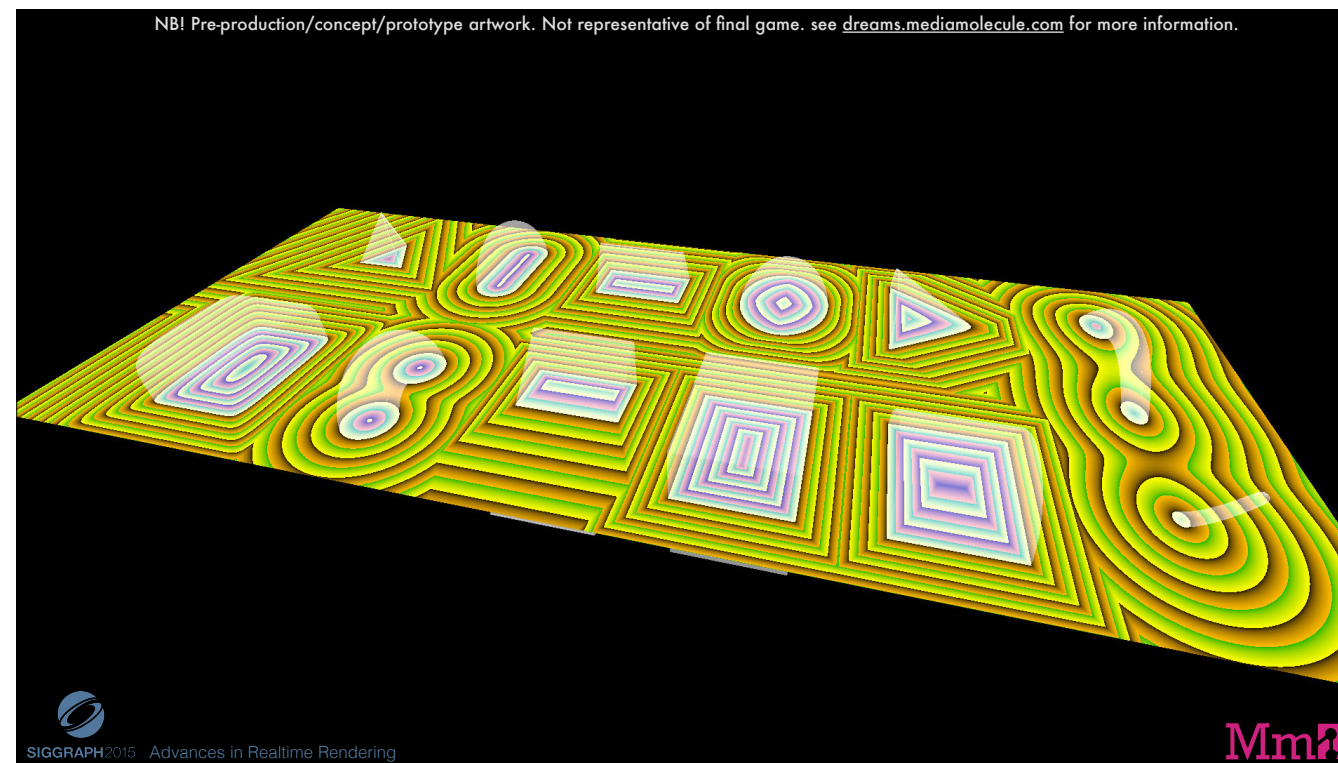 NB! Pre-production/concept/prototype artwork. Not representative of final game. see dreams.mediamolecule.com for more information.
SIGGRAPH2015 Advances in Realtime Rendering
Mm